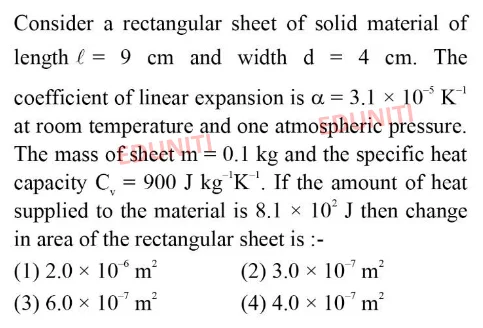 Consider a rectangular sheet of solid material of
length ℓ = 9 cm and width d = 4 cm. The
coefficient of linear expansion is α = 3.1 × 10⁻⁵ K⁻¹
at room temperature and one atmospheric pressure.
The mass of sheet m = 0.1 kg and the specific heat
capacity Cᵥ = 900 J kg⁻¹K⁻¹. If the amount of heat
supplied to the material is 8.1 × 10² J then change
in area of the rectangular sheet is :-
(1) 2.0 × 10⁻⁶ m² (2) 3.0 × 10⁻⁷ m²
(3) 6.0 × 10⁻⁷ m² (4) 4.0 × 10⁻⁷ m²
EDUNITI
EDUNITI